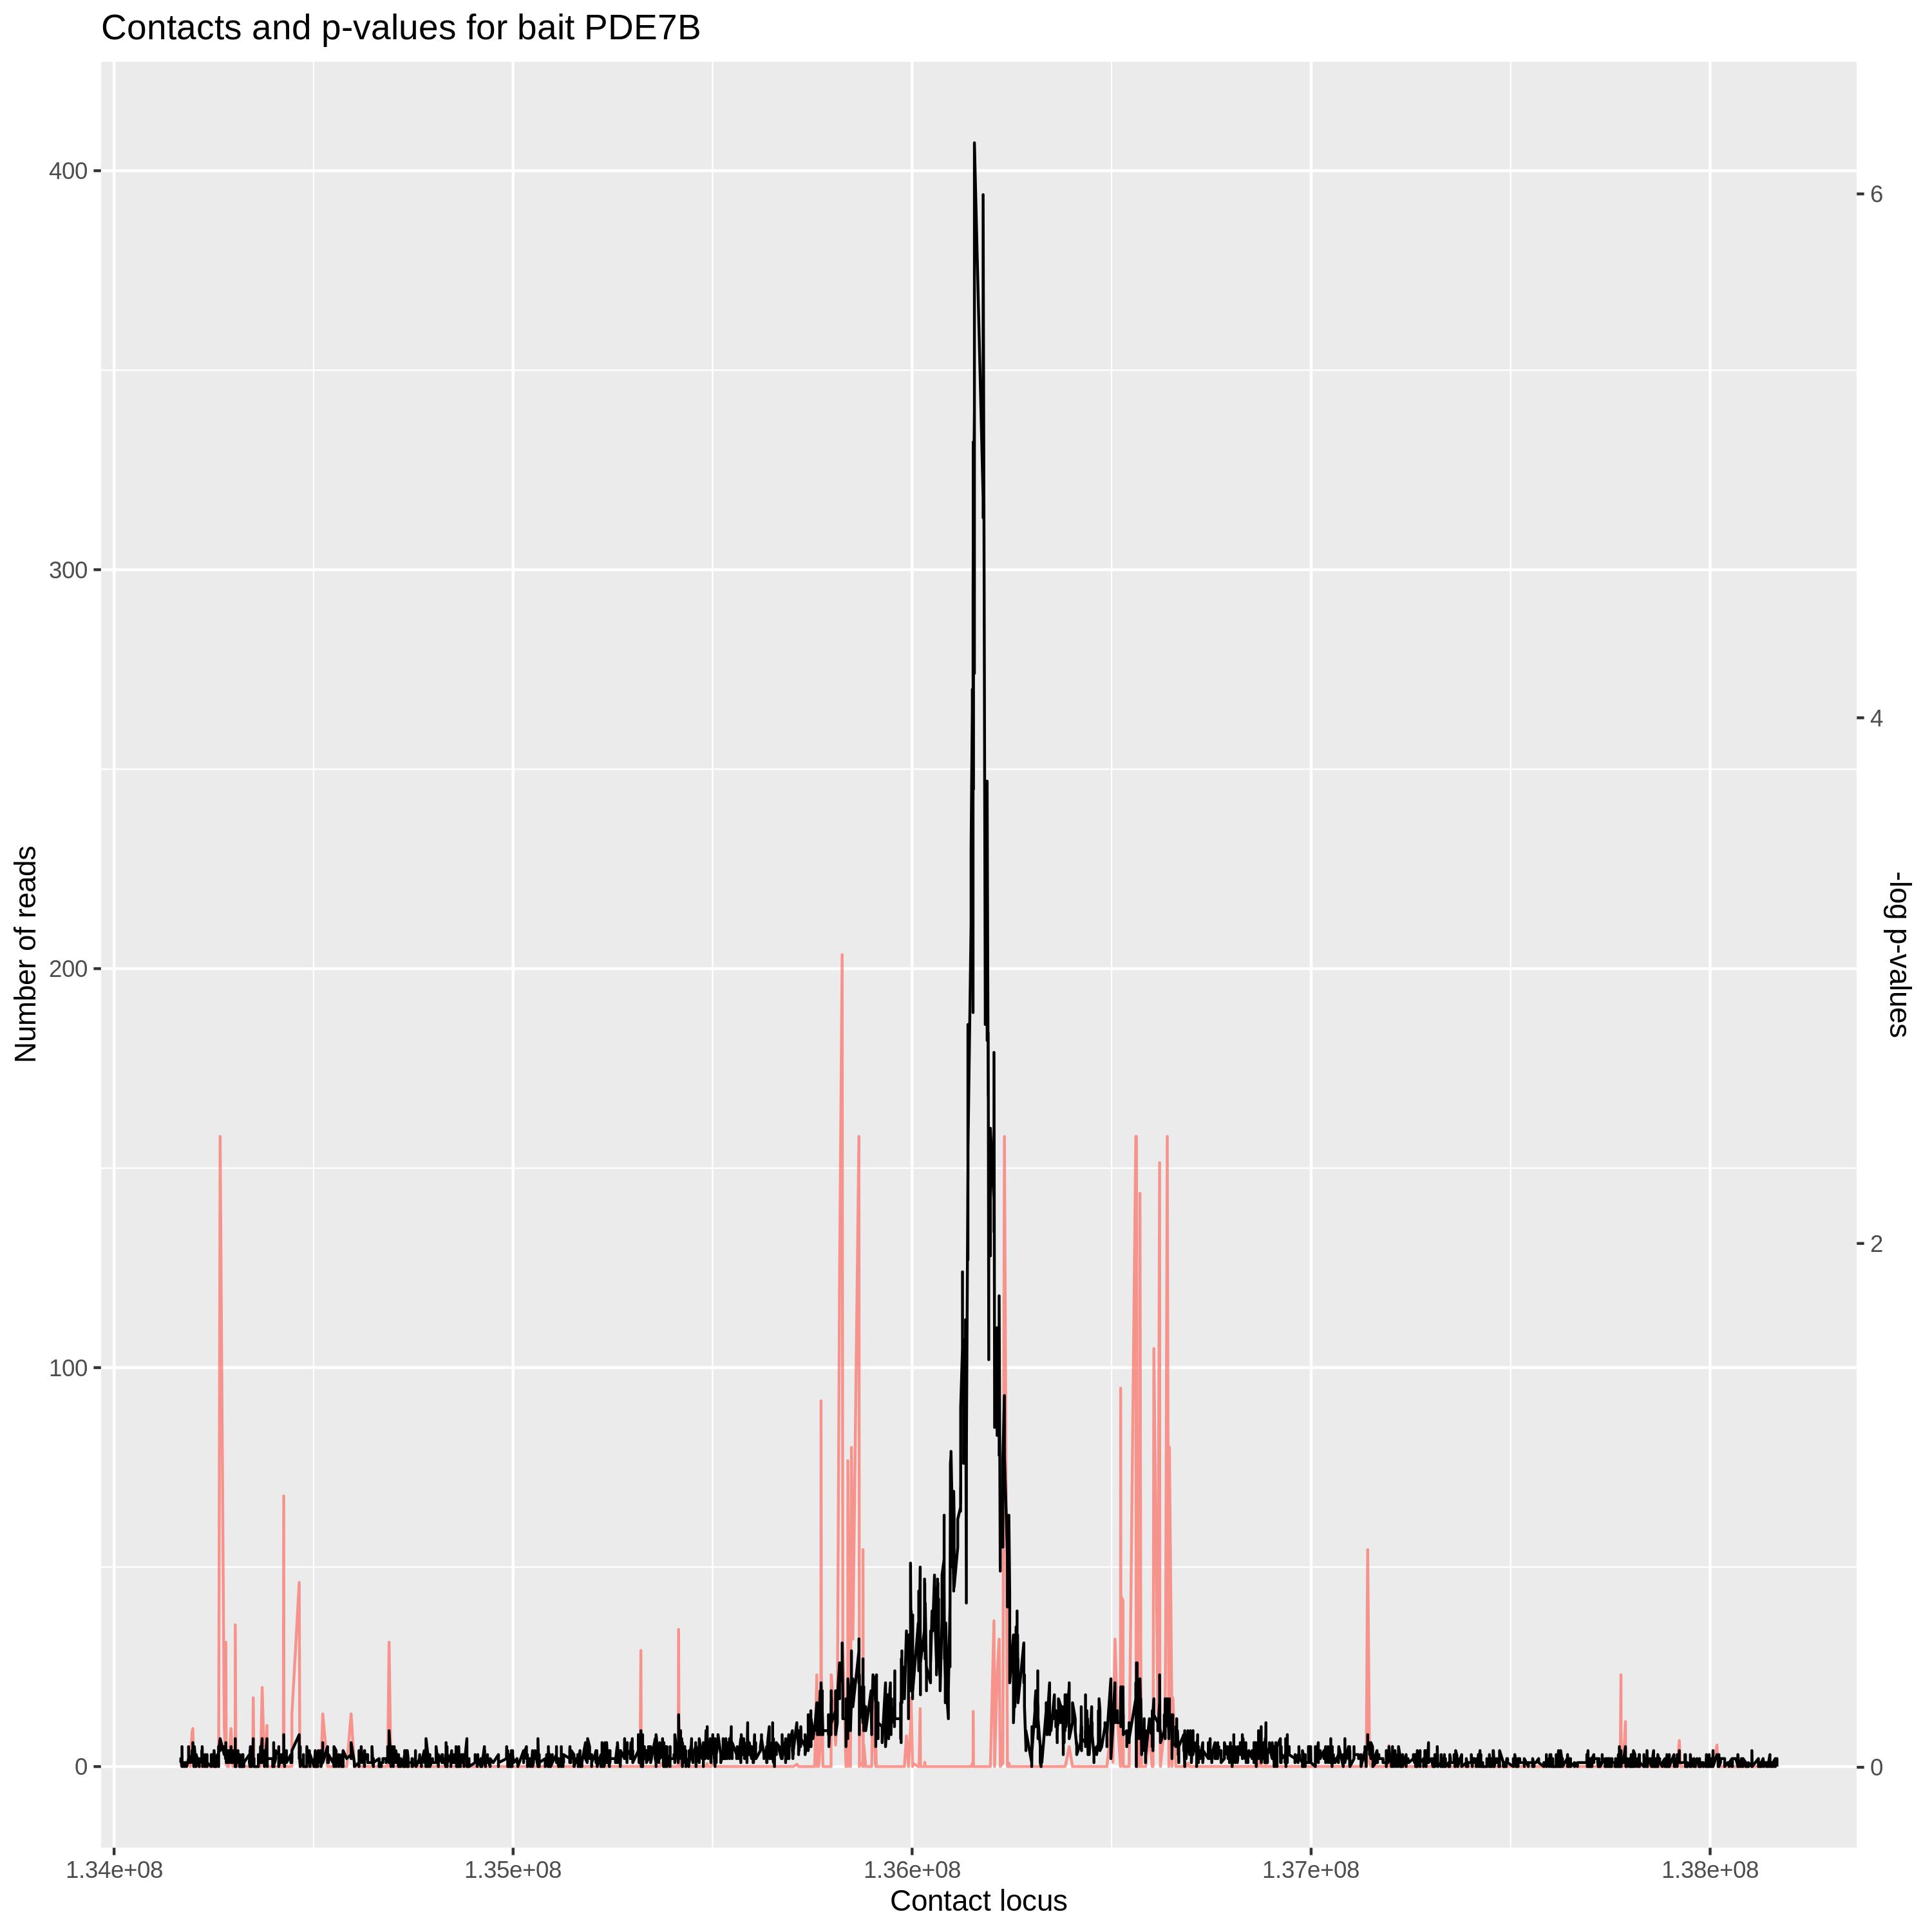 Contacts and p-values for bait PDE7B
400
300
200
100
0
Number of reads
6
4
2
0
-log p-values
1.34e+08
1.35e+08
1.36e+08
1.37e+08
1.38e+08
Contact locus